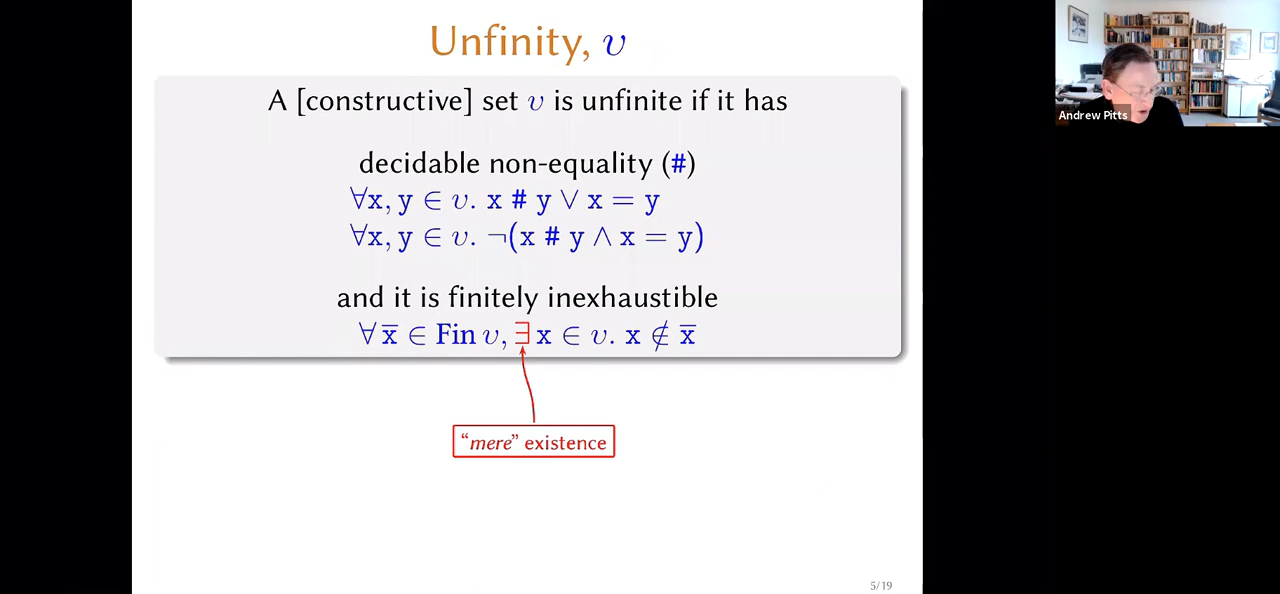 Unfinity, υ
A [constructive] set υ is unfinite if it has
decidable non-equality (#)
∀x, y ∈ υ. x # y ∨ x = y
∀x, y ∈ υ. ¬(x # y ∧ x = y)
and it is finitely inexhaustible
∀ x̅ ∈ Fin υ, ∃ x ∈ υ. x ∉ x̅
“mere” existence
5/19
Andrew Pitts